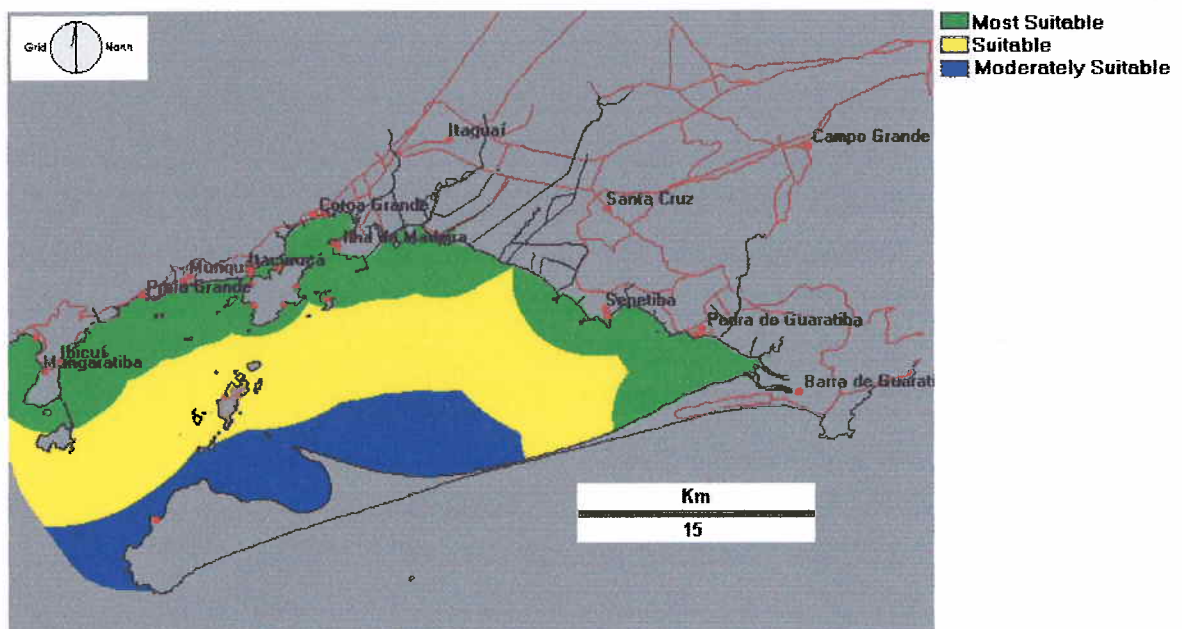 Grid North
Most Suitable
Suitable
Moderately Suitable
Itaguaí
Campo Grande
Santa Cruz
Coroa Grande
Ilha da Madeira
Itacuruçá
Muriqui
Praia Grande
Sepetiba
Pedra de Guaratiba
Ibicuí
Mangaratiba
Barra de Guarati
Km
15